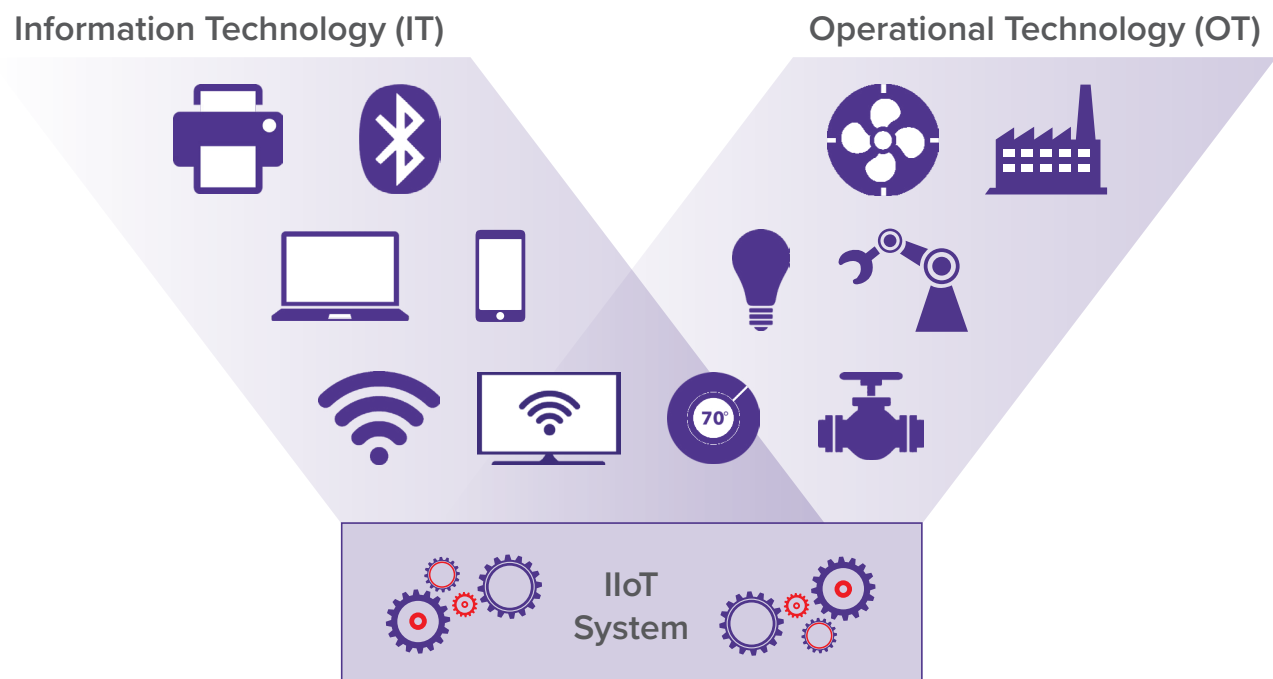 Information Technology (IT)
Operational Technology (OT)
70°
IIoT
System